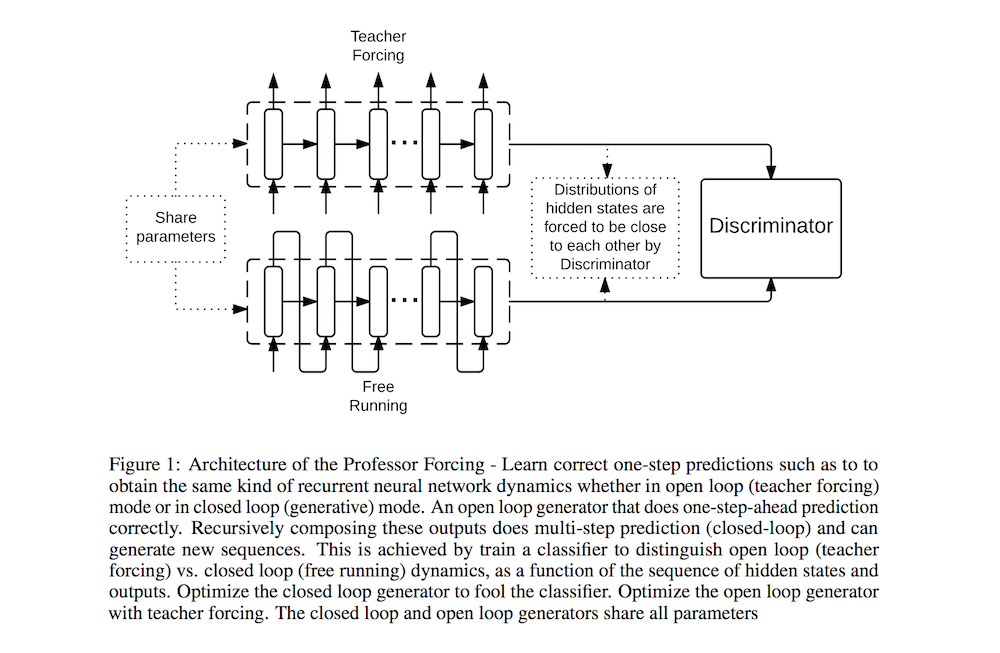 Teacher
Forcing
Share
parameters
Distributions of
hidden states are
forced to be close
to each other by
Discriminator
Discriminator
Free
Running
Figure 1: Architecture of the Professor Forcing - Learn correct one-step predictions such as to to
obtain the same kind of recurrent neural network dynamics whether in open loop (teacher forcing)
mode or in closed loop (generative) mode. An open loop generator that does one-step-ahead prediction
correctly. Recursively composing these outputs does multi-step prediction (closed-loop) and can
generate new sequences. This is achieved by train a classifier to distinguish open loop (teacher
forcing) vs. closed loop (free running) dynamics, as a function of the sequence of hidden states and
outputs. Optimize the closed loop generator to fool the classifier. Optimize the open loop generator
with teacher forcing. The closed loop and open loop generators share all parameters